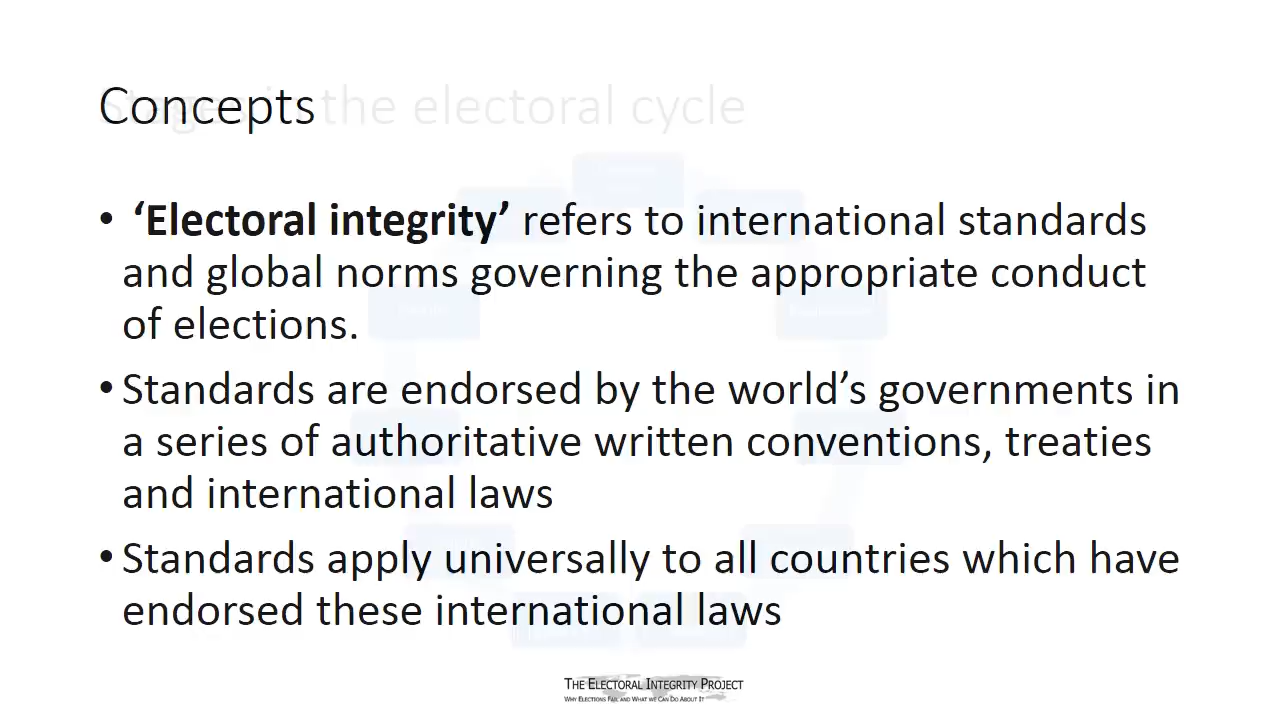 Concepts
Stages in the electoral cycle
• ‘Electoral integrity’ refers to international standards
and global norms governing the appropriate conduct
of elections.
• Standards are endorsed by the world’s governments in
a series of authoritative written conventions, treaties
and international laws
• Standards apply universally to all countries which have
endorsed these international laws
THE ELECTORAL INTEGRITY PROJECT
WHY ELECTIONS FAIL AND WHAT WE CAN DO ABOUT IT